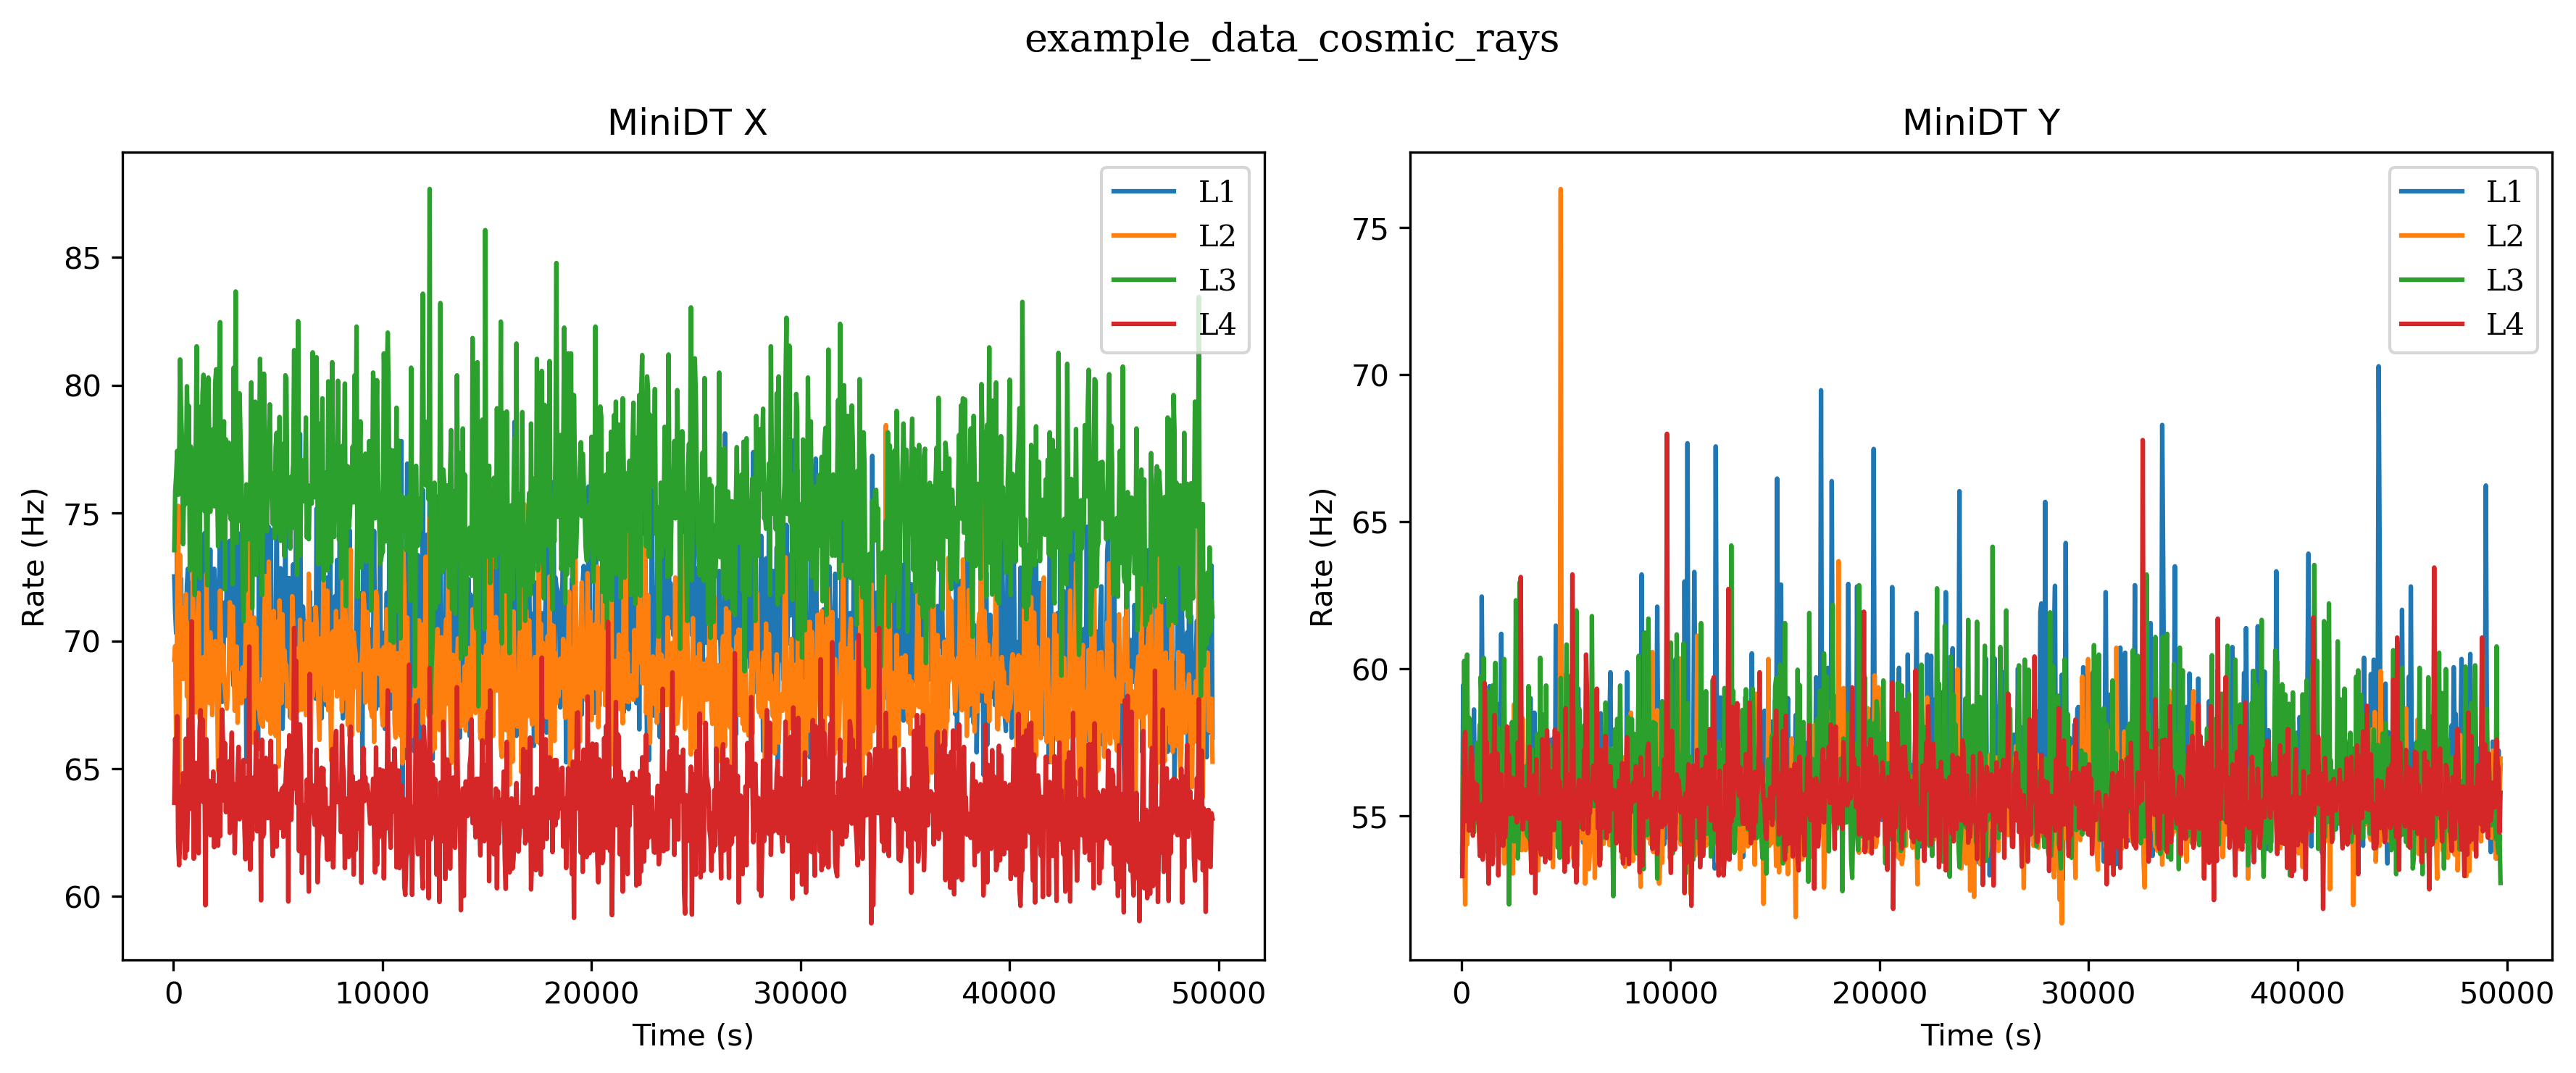 example_data_cosmic_rays
MiniDT X
Rate (Hz)
85
80
75
70
65
60
0 10000 20000 30000 40000 50000
Time (s)
L1
L2
L3
L4
MiniDT Y
Rate (Hz)
75
70
65
60
55
0 10000 20000 30000 40000 50000
Time (s)
L1
L2
L3
L4